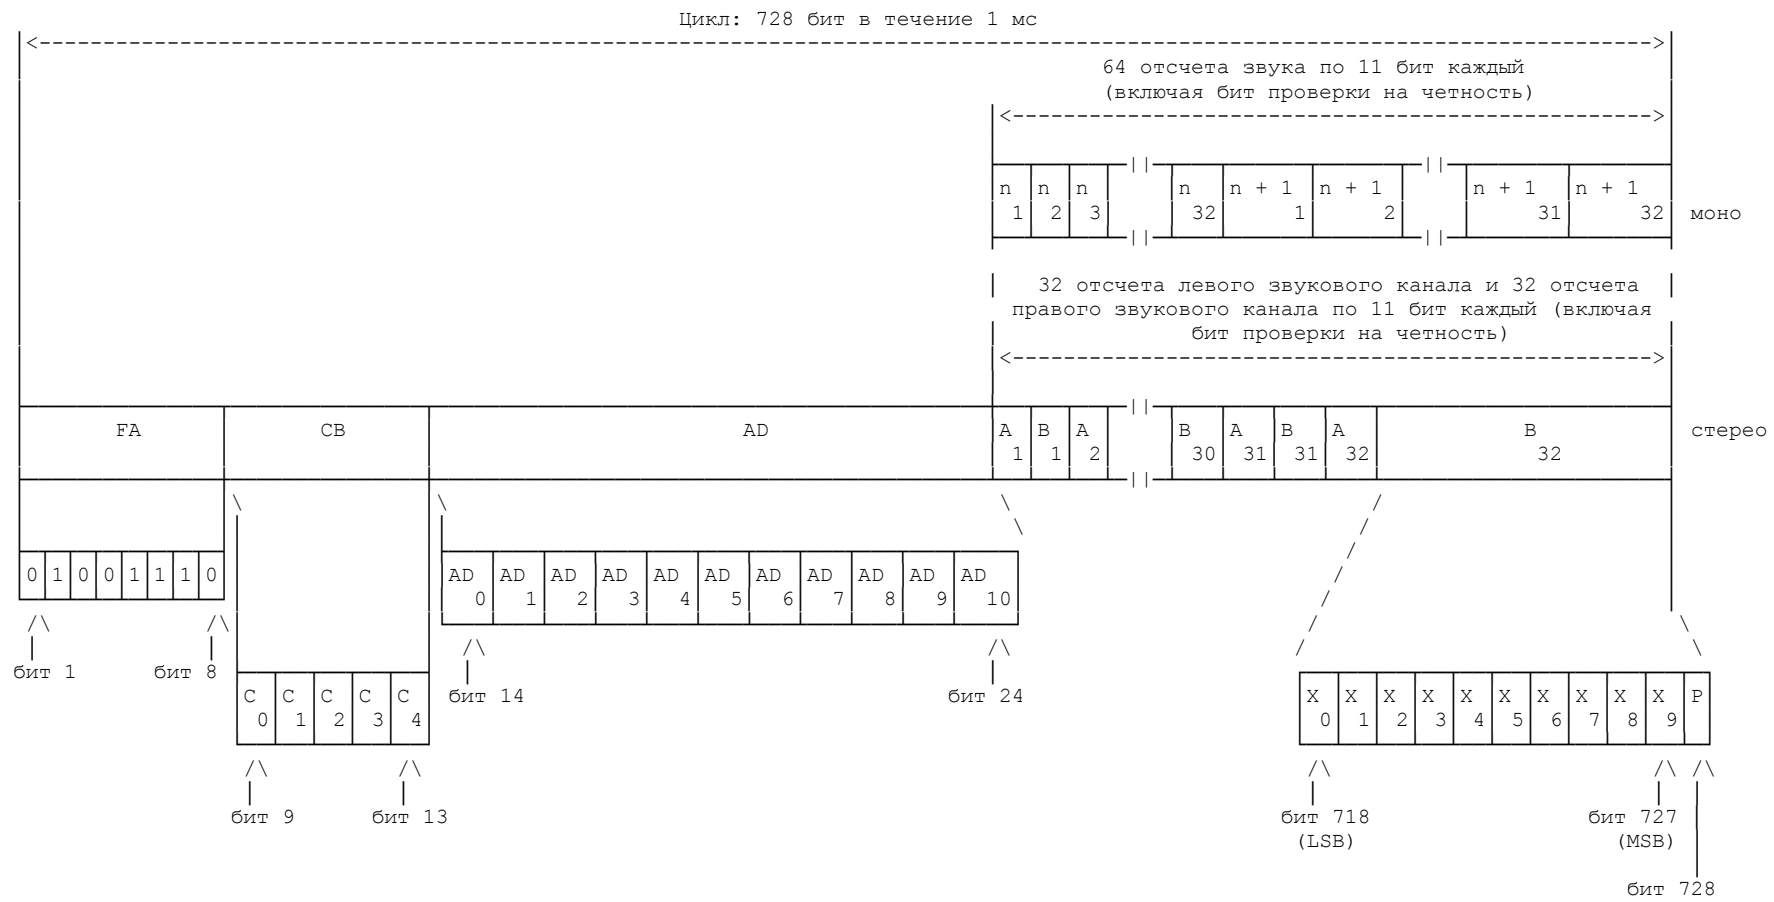 Цикл: 728 бит в течение 1 мс
64 отсчета звука по 11 бит каждый
(включая бит проверки на четность)
n n n n n + 1 n + 1 n + 1 n + 1
1 2 3 32 1 2 31 32 моно
32 отсчета левого звукового канала и 32 отсчета
правого звукового канала по 11 бит каждый (включая
бит проверки на четность)
FA CB AD A B A B A B A B стерео
1 1 2 30 31 31 32 32
0 1 0 0 1 1 1 0 AD AD AD AD AD AD AD AD AD AD AD
0 1 2 3 4 5 6 7 8 9 10
бит 1 бит 8
бит 14 бит 24
C C C C C X X X X X X X X X X P
0 1 2 3 4 0 1 2 3 4 5 6 7 8 9
бит 9 бит 13 бит 718 бит 727
(LSB) (MSB)
бит 728